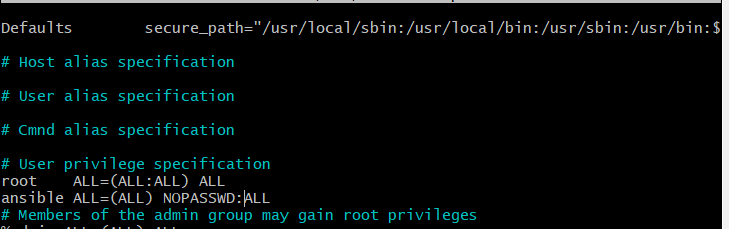 Defaults secure_path="/usr/local/sbin:/usr/local/bin:/usr/sbin:/usr/bin:$
# Host alias specification
# User alias specification
# Cmnd alias specification
# User privilege specification
root ALL=(ALL:ALL) ALL
ansible ALL=(ALL) NOPASSWD:ALL
# Members of the admin group may gain root privileges